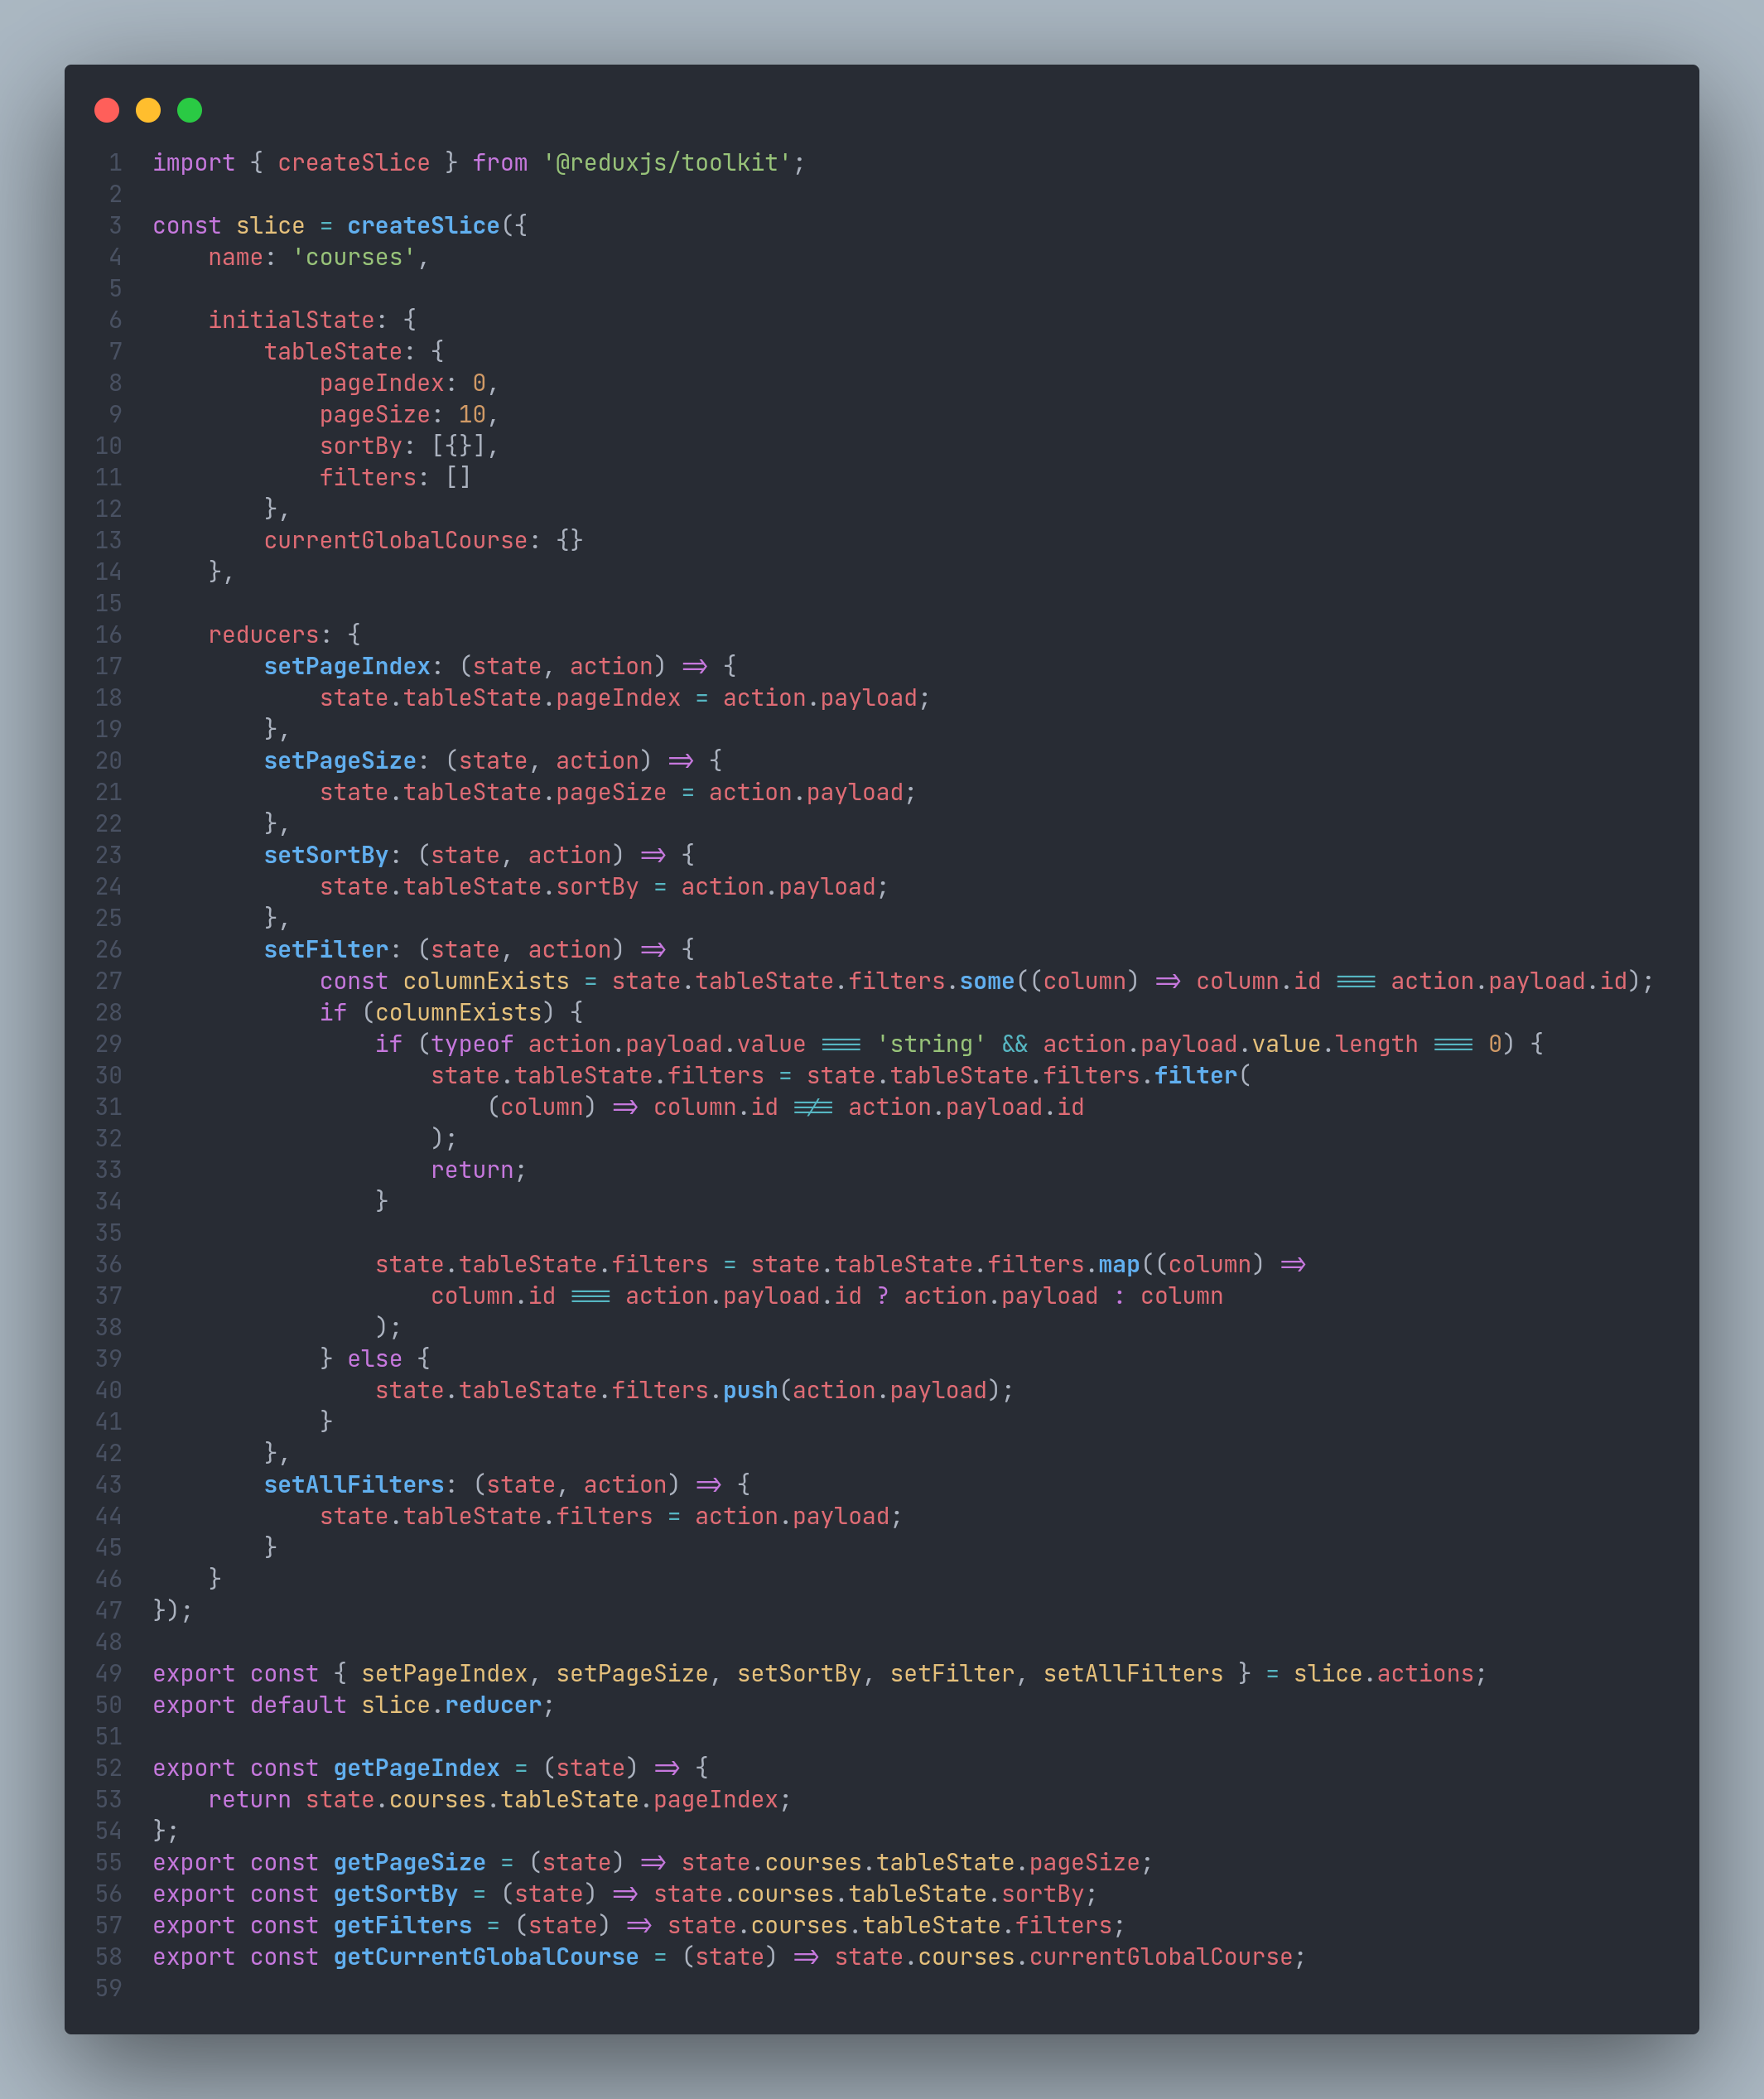 1 import { createSlice } from '@reduxjs/toolkit';
2
3 const slice = createSlice({
4     name: 'courses',
5
6     initialState: {
7         tableState: {
8             pageIndex: 0,
9             pageSize: 10,
10             sortBy: [{}],
11             filters: []
12         },
13         currentGlobalCourse: {}
14     },
15
16     reducers: {
17         setPageIndex: (state, action) => {
18             state.tableState.pageIndex = action.payload;
19         },
20         setPageSize: (state, action) => {
21             state.tableState.pageSize = action.payload;
22         },
23         setSortBy: (state, action) => {
24             state.tableState.sortBy = action.payload;
25         },
26         setFilter: (state, action) => {
27             const columnExists = state.tableState.filters.some((column) => column.id === action.payload.id);
28             if (columnExists) {
29                 if (typeof action.payload.value === 'string' && action.payload.value.length === 0) {
30                     state.tableState.filters = state.tableState.filters.filter(
31                         (column) => column.id !== action.payload.id
32                     );
33                     return;
34                 }
35
36                 state.tableState.filters = state.tableState.filters.map((column) =>
37                     column.id === action.payload.id ? action.payload : column
38                 );
39             } else {
40                 state.tableState.filters.push(action.payload);
41             }
42         },
43         setAllFilters: (state, action) => {
44             state.tableState.filters = action.payload;
45         }
46     }
47 });
48
49 export const { setPageIndex, setPageSize, setSortBy, setFilter, setAllFilters } = slice.actions;
50 export default slice.reducer;
51
52 export const getPageIndex = (state) => {
53     return state.courses.tableState.pageIndex;
54 };
55 export const getPageSize = (state) => state.courses.tableState.pageSize;
56 export const getSortBy = (state) => state.courses.tableState.sortBy;
57 export const getFilters = (state) => state.courses.tableState.filters;
58 export const getCurrentGlobalCourse = (state) => state.courses.currentGlobalCourse;
59